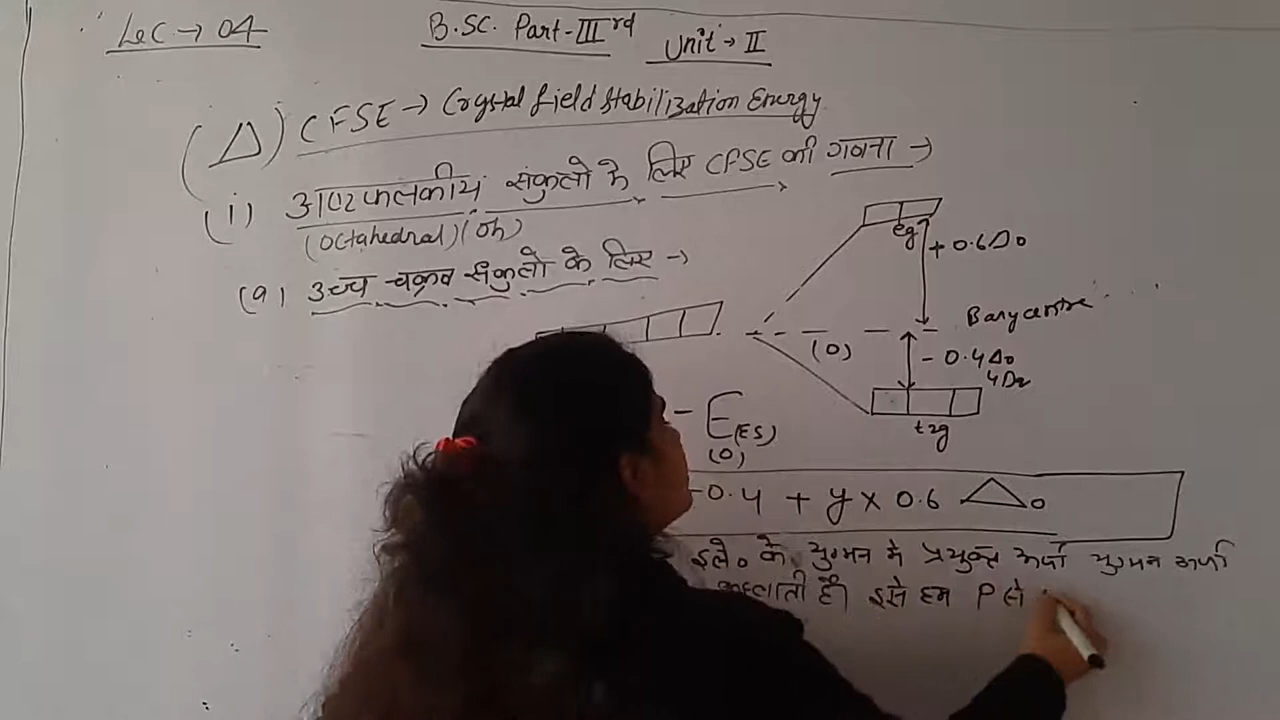 Lec → 04
B.SC. Part-IIIrd Unit → II
(Δ) CFSE → Crystal field Stabilization Energy
(i) अष्टफलकीय संकुलो के लिए CFSE की गणना →
(octahedral) (Oh)
(a) उच्च चक्रण संकुलो के लिए →
eg
+ 0.6Δo
Barycentre
(0)
- 0.4Δo
4Dq
t2g
- E(ES)
(0)
-0.4 + y x 0.6 Δo
इले० के युग्मन मे प्रयुक्त ऊर्जा युग्मन ऊर्जा
कहलाती है। इसे हम P से